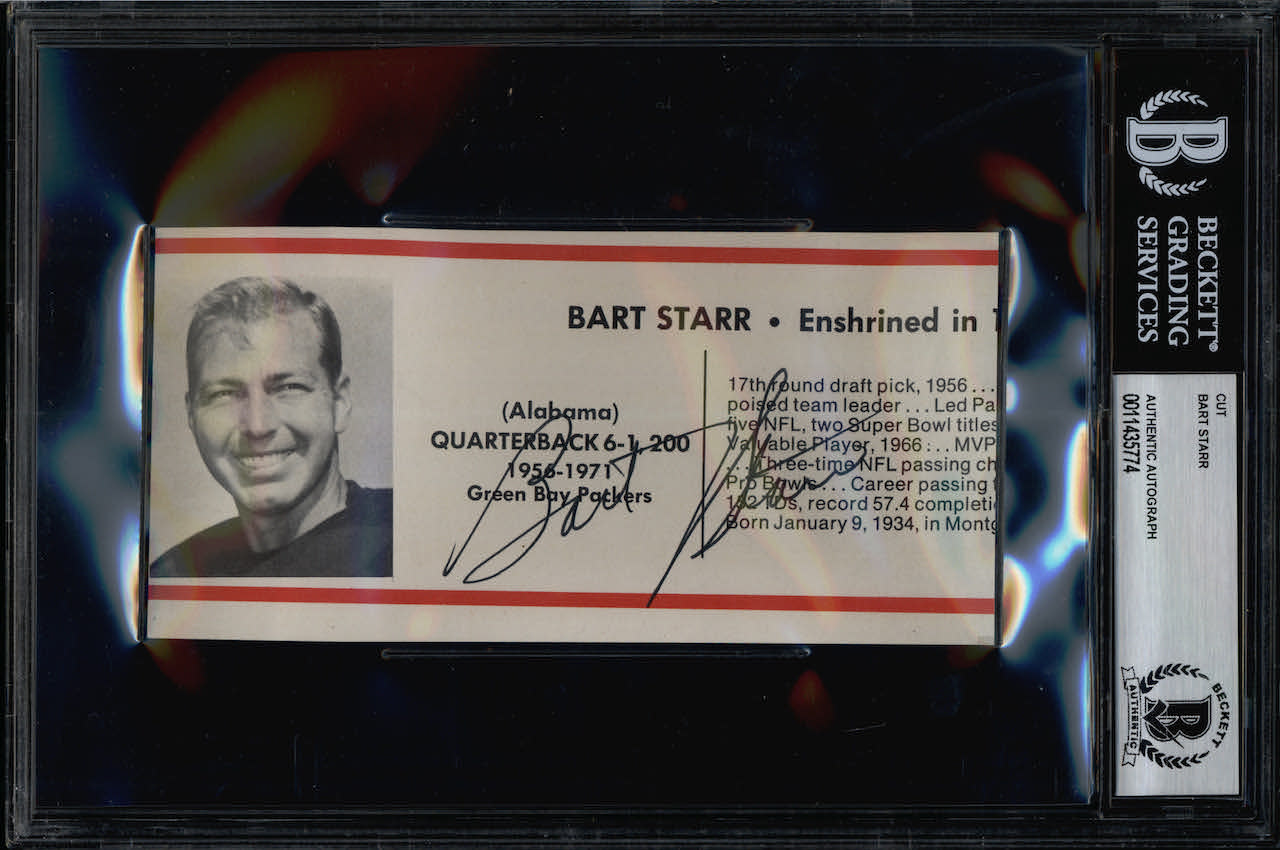 BART STARR • Enshrined in 1
(Alabama)
QUARTERBACK 6-1, 200
1956-1971
Green Bay Packers
17th round draft pick, 1956 ...
poised team leader ... Led Pa
five NFL, two Super Bowl titles
Valuable Player, 1966 ... MVP
... Three-time NFL passing ch
Pro Bowls ... Career passing
152 TDs, record 57.4 completi
Born January 9, 1934, in Montg
Bart Starr
B
BECKETT
GRADING
SERVICES
CUT
BART STARR
AUTHENTIC AUTOGRAPH
0011435774
BECKETT
B
AUTHENTIC